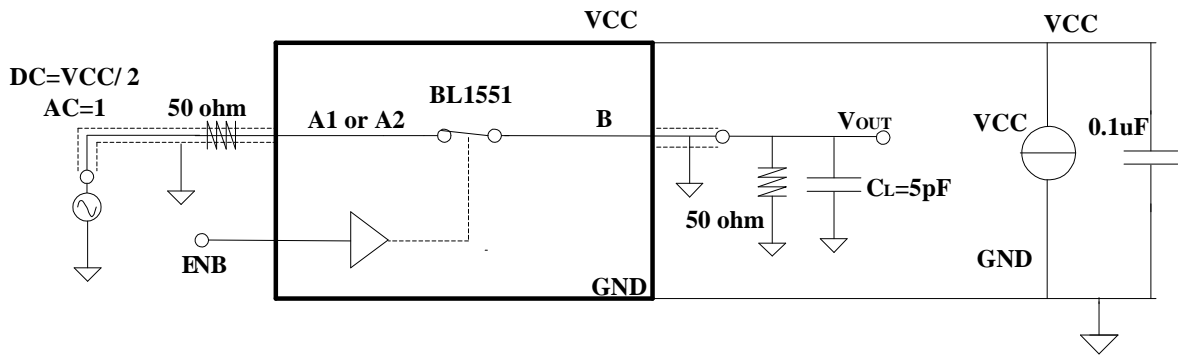 VCC
VCC
DC=VCC/ 2
AC=1
50 ohm
BL1551
A1 or A2
B
VOUT
VCC
0.1uF
CL=5pF
50 ohm
ENB
GND
GND